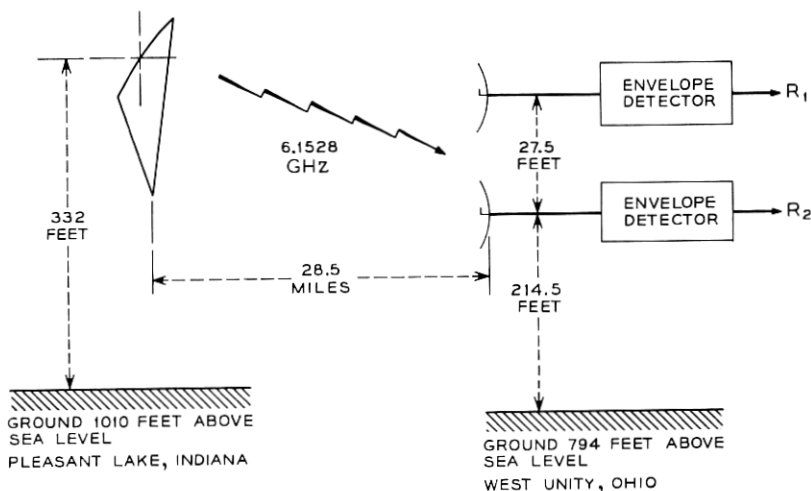 ENVELOPE
DETECTOR
R1
27.5
FEET
6.1528
GHz
ENVELOPE
DETECTOR
R2
332
FEET
28.5
MILES
214.5
FEET
GROUND 1010 FEET ABOVE
SEA LEVEL
PLEASANT LAKE, INDIANA
GROUND 794 FEET ABOVE
SEA LEVEL
WEST UNITY, OHIO